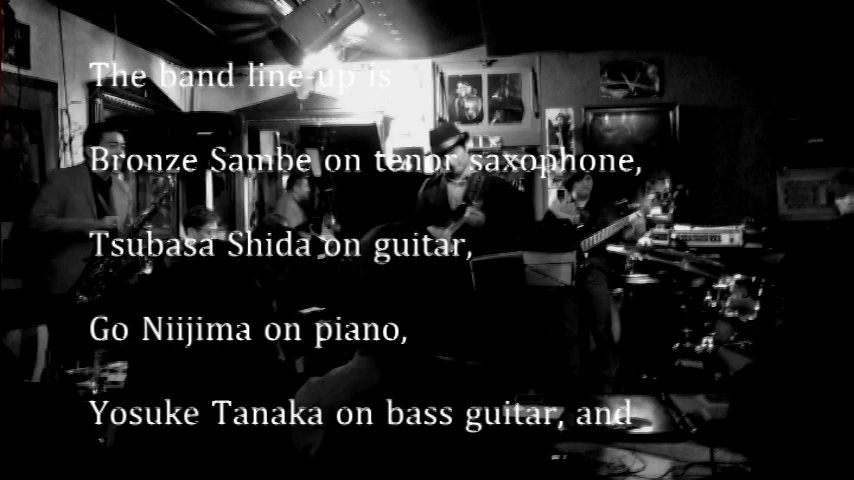 The band line-up is
Bronze Sambe on tenor saxophone,
Tsubasa Shida on guitar,
Go Niijima on piano,
Yosuke Tanaka on bass guitar, and